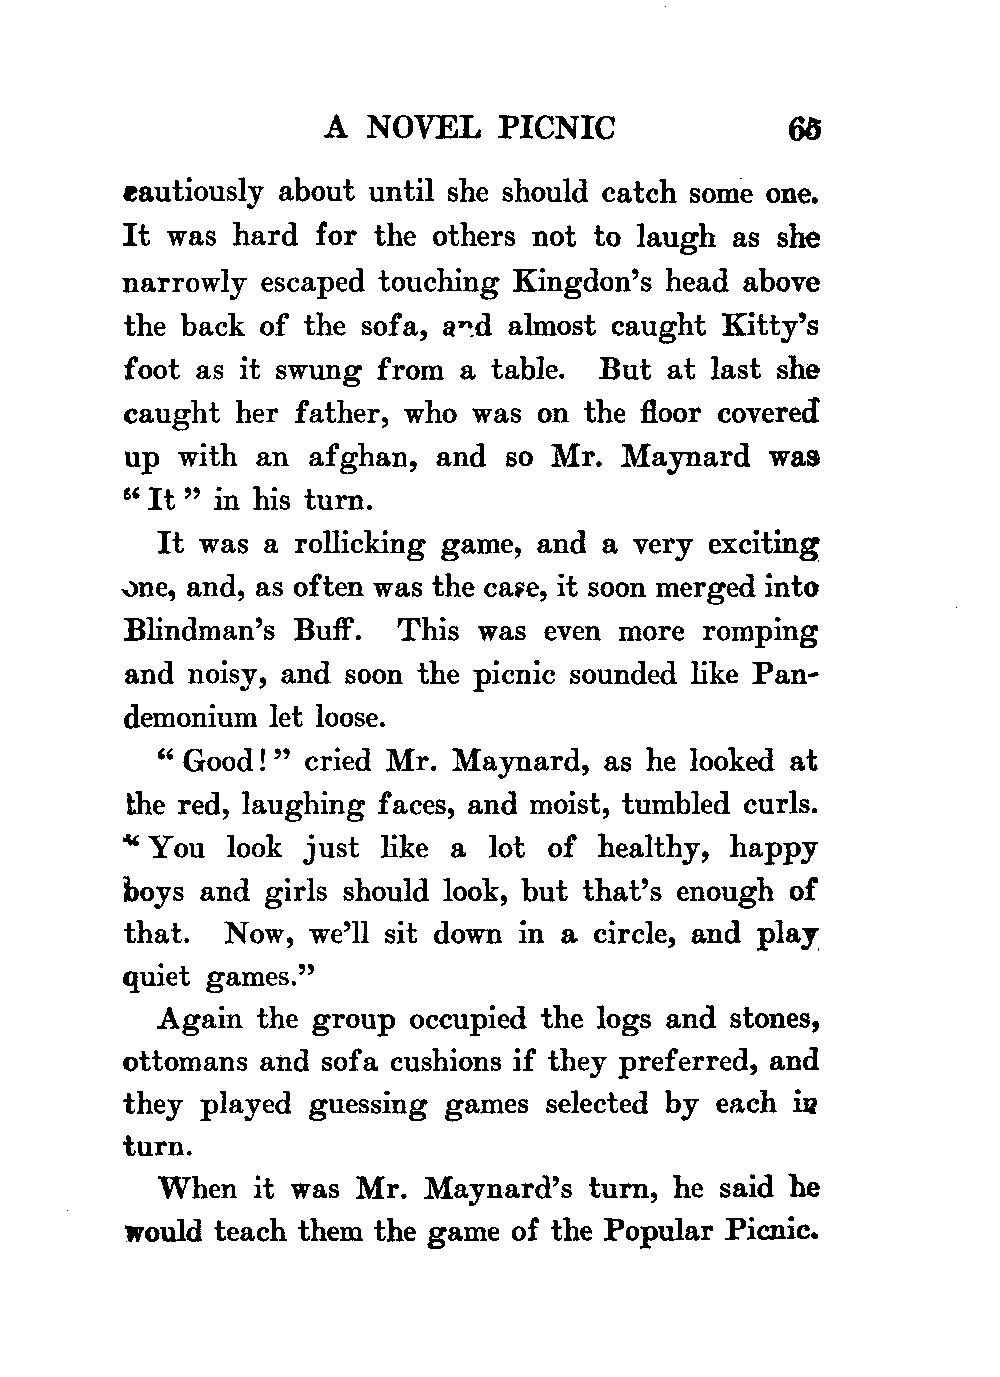 A NOVEL PICNIC 65
cautiously about until she should catch some one.
It was hard for the others not to laugh as she
narrowly escaped touching Kingdon's head above
the back of the sofa, and almost caught Kitty's
foot as it swung from a table. But at last she
caught her father, who was on the floor covered
up with an afghan, and so Mr. Maynard was
"It" in his turn.
It was a rollicking game, and a very exciting
one, and, as often was the case, it soon merged into
Blindman's Buff. This was even more romping
and noisy, and soon the picnic sounded like Pan-
demonium let loose.
"Good!" cried Mr. Maynard, as he looked at
the red, laughing faces, and moist, tumbled curls.
"You look just like a lot of healthy, happy
boys and girls should look, but that's enough of
that. Now, we'll sit down in a circle, and play
quiet games."
Again the group occupied the logs and stones,
ottomans and sofa cushions if they preferred, and
they played guessing games selected by each in
turn.
When it was Mr. Maynard's turn, he said he
would teach them the game of the Popular Picnic.